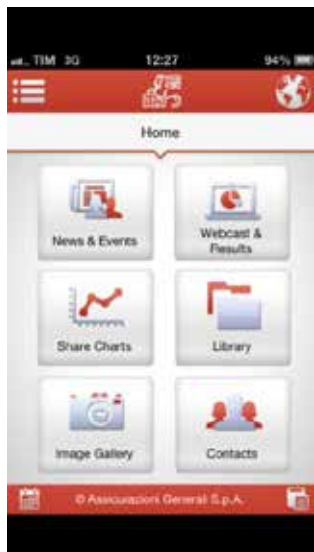 TIM 3G 12:27 94%
Home
News & Events
Webcast & Results
Share Charts
Library
Image Gallery
Contacts
© Assicurazioni Generali S.p.A.